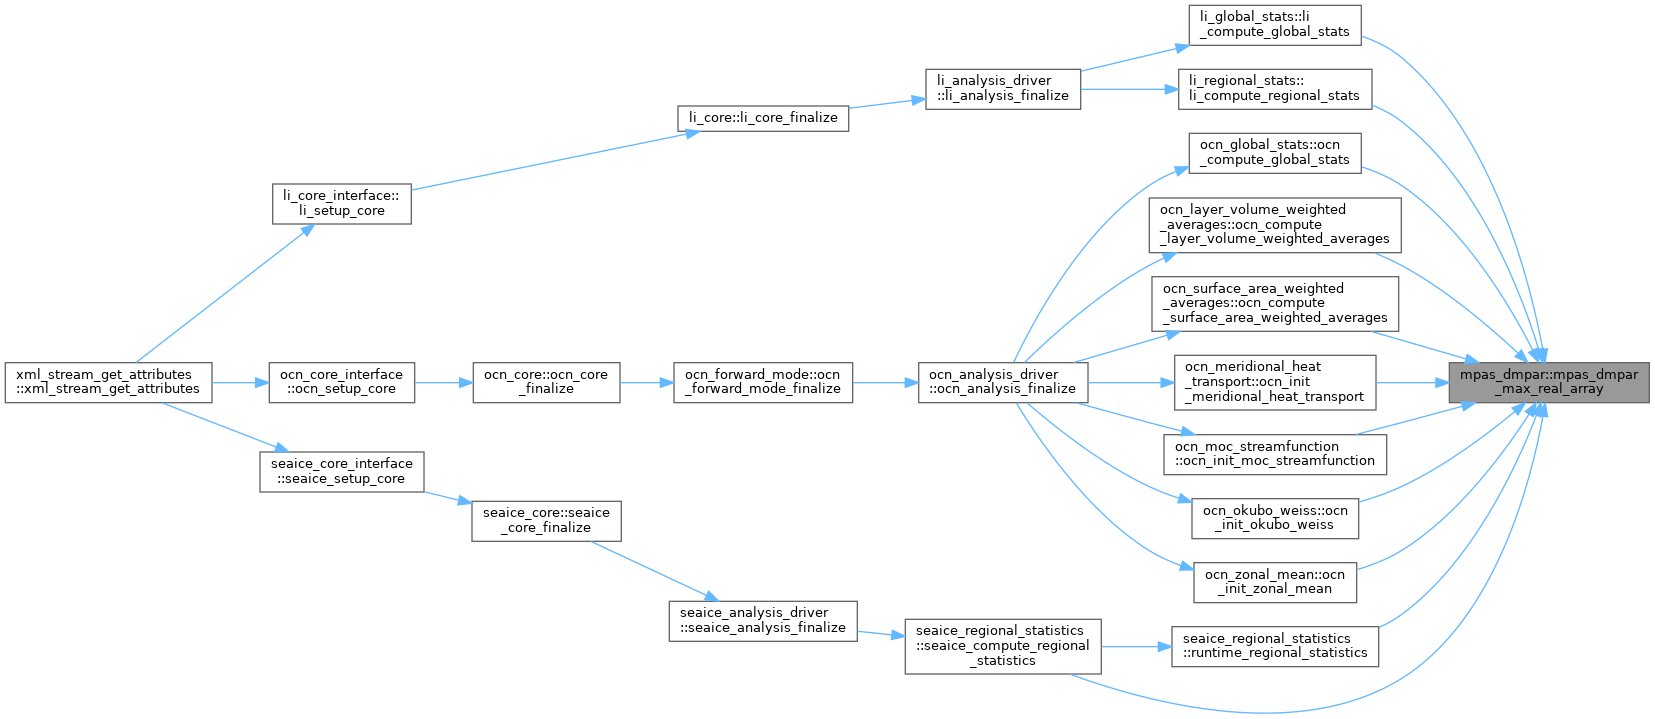 li_global_stats::li
_compute_global_stats
li_analysis_driver
::li_analysis_finalize
li_regional_stats::
li_compute_regional_stats
li_core::li_core_finalize
ocn_global_stats::ocn
_compute_global_stats
li_core_interface::
li_setup_core
ocn_layer_volume_weighted
_averages::ocn_compute
_layer_volume_weighted_averages
ocn_surface_area_weighted
_averages::ocn_compute
_surface_area_weighted_averages
xml_stream_get_attributes
::xml_stream_get_attributes
ocn_core_interface
::ocn_setup_core
ocn_core::ocn_core
_finalize
ocn_forward_mode::ocn
_forward_mode_finalize
ocn_analysis_driver
::ocn_analysis_finalize
ocn_meridional_heat
_transport::ocn_init
_meridional_heat_transport
mpas_dmpar::mpas_dmpar
_max_real_array
ocn_moc_streamfunction
::ocn_init_moc_streamfunction
seaice_core_interface
::seaice_setup_core
seaice_core::seaice
_core_finalize
ocn_okubo_weiss::ocn
_init_okubo_weiss
ocn_zonal_mean::ocn
_init_zonal_mean
seaice_analysis_driver
::seaice_analysis_finalize
seaice_regional_statistics
::seaice_compute_regional
_statistics
seaice_regional_statistics
::runtime_regional_statistics